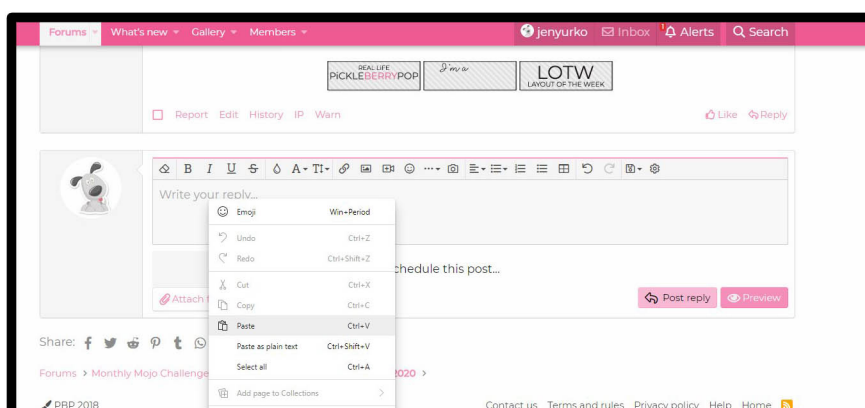 Forums What's new Gallery Members jenyurko Inbox Alerts Search
REAL LIFE
PiCKLEBERRYPOP
I'm a
LOTW
LAYOUT OF THE WEEK
Report Edit History IP Warn Like Reply
B I U S A TI
Write your reply...
Emoji Win+Period
Undo Ctrl+Z
Redo Ctrl+Shift+Z
chedule this post...
Cut Ctrl+X
Attach f
Copy Ctrl+C
Post reply Preview
Paste Ctrl+V
Share: f t
Paste as plain text Ctrl+Shift+V
Select all Ctrl+A
Forums Monthly Mojo Challenge 2020
Add page to Collections
PBP 2018 Contact us Terms and rules Privacy policy Help Home